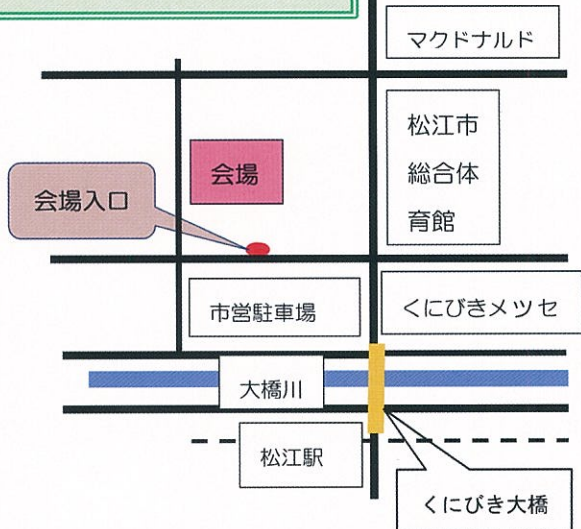 マクドナルド
松江市
総合体
育館
会場
会場入口
市営駐車場
くにびきメッセ
大橋川
松江駅
くにびき大橋